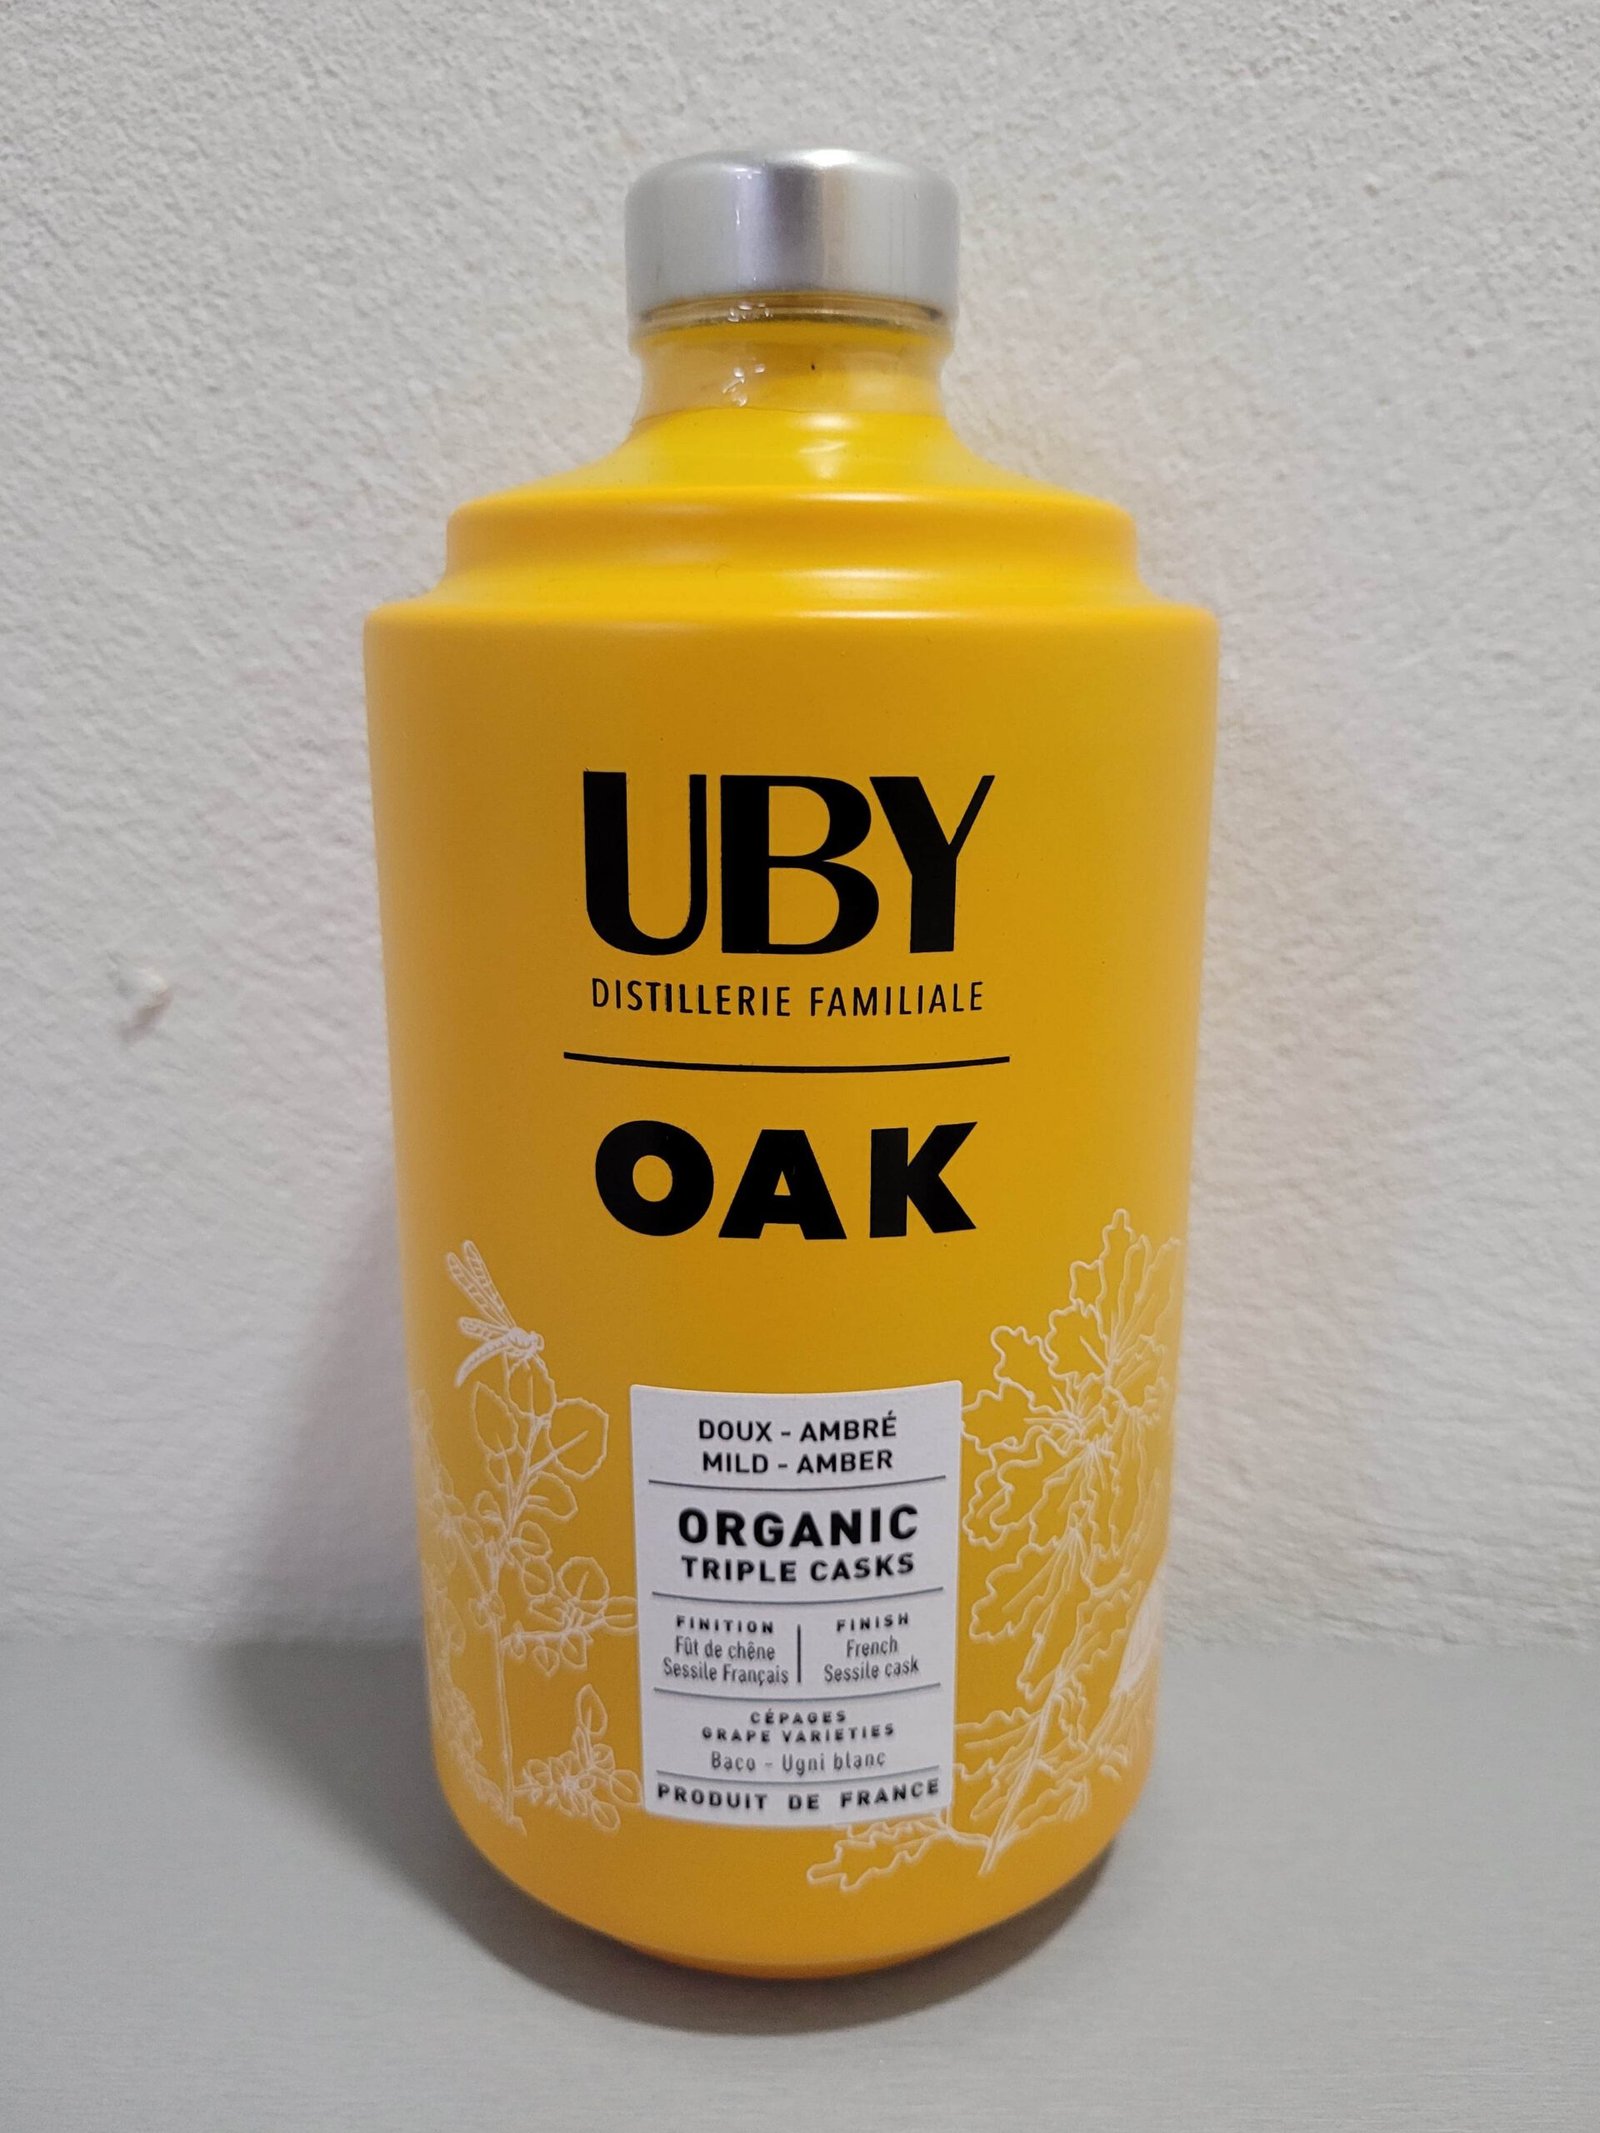 UBY
DISTILLERIE FAMILIALE
OAK
DOUX - AMBRÉ
MILD - AMBER
ORGANIC
TRIPLE CASKS
FINITION
Fût de chêne
Sessile Français
FINISH
French
Sessile cask
CÉPAGES
GRAPE VARIETIES
Baco - Ugni blanc
PRODUIT DE FRANCE